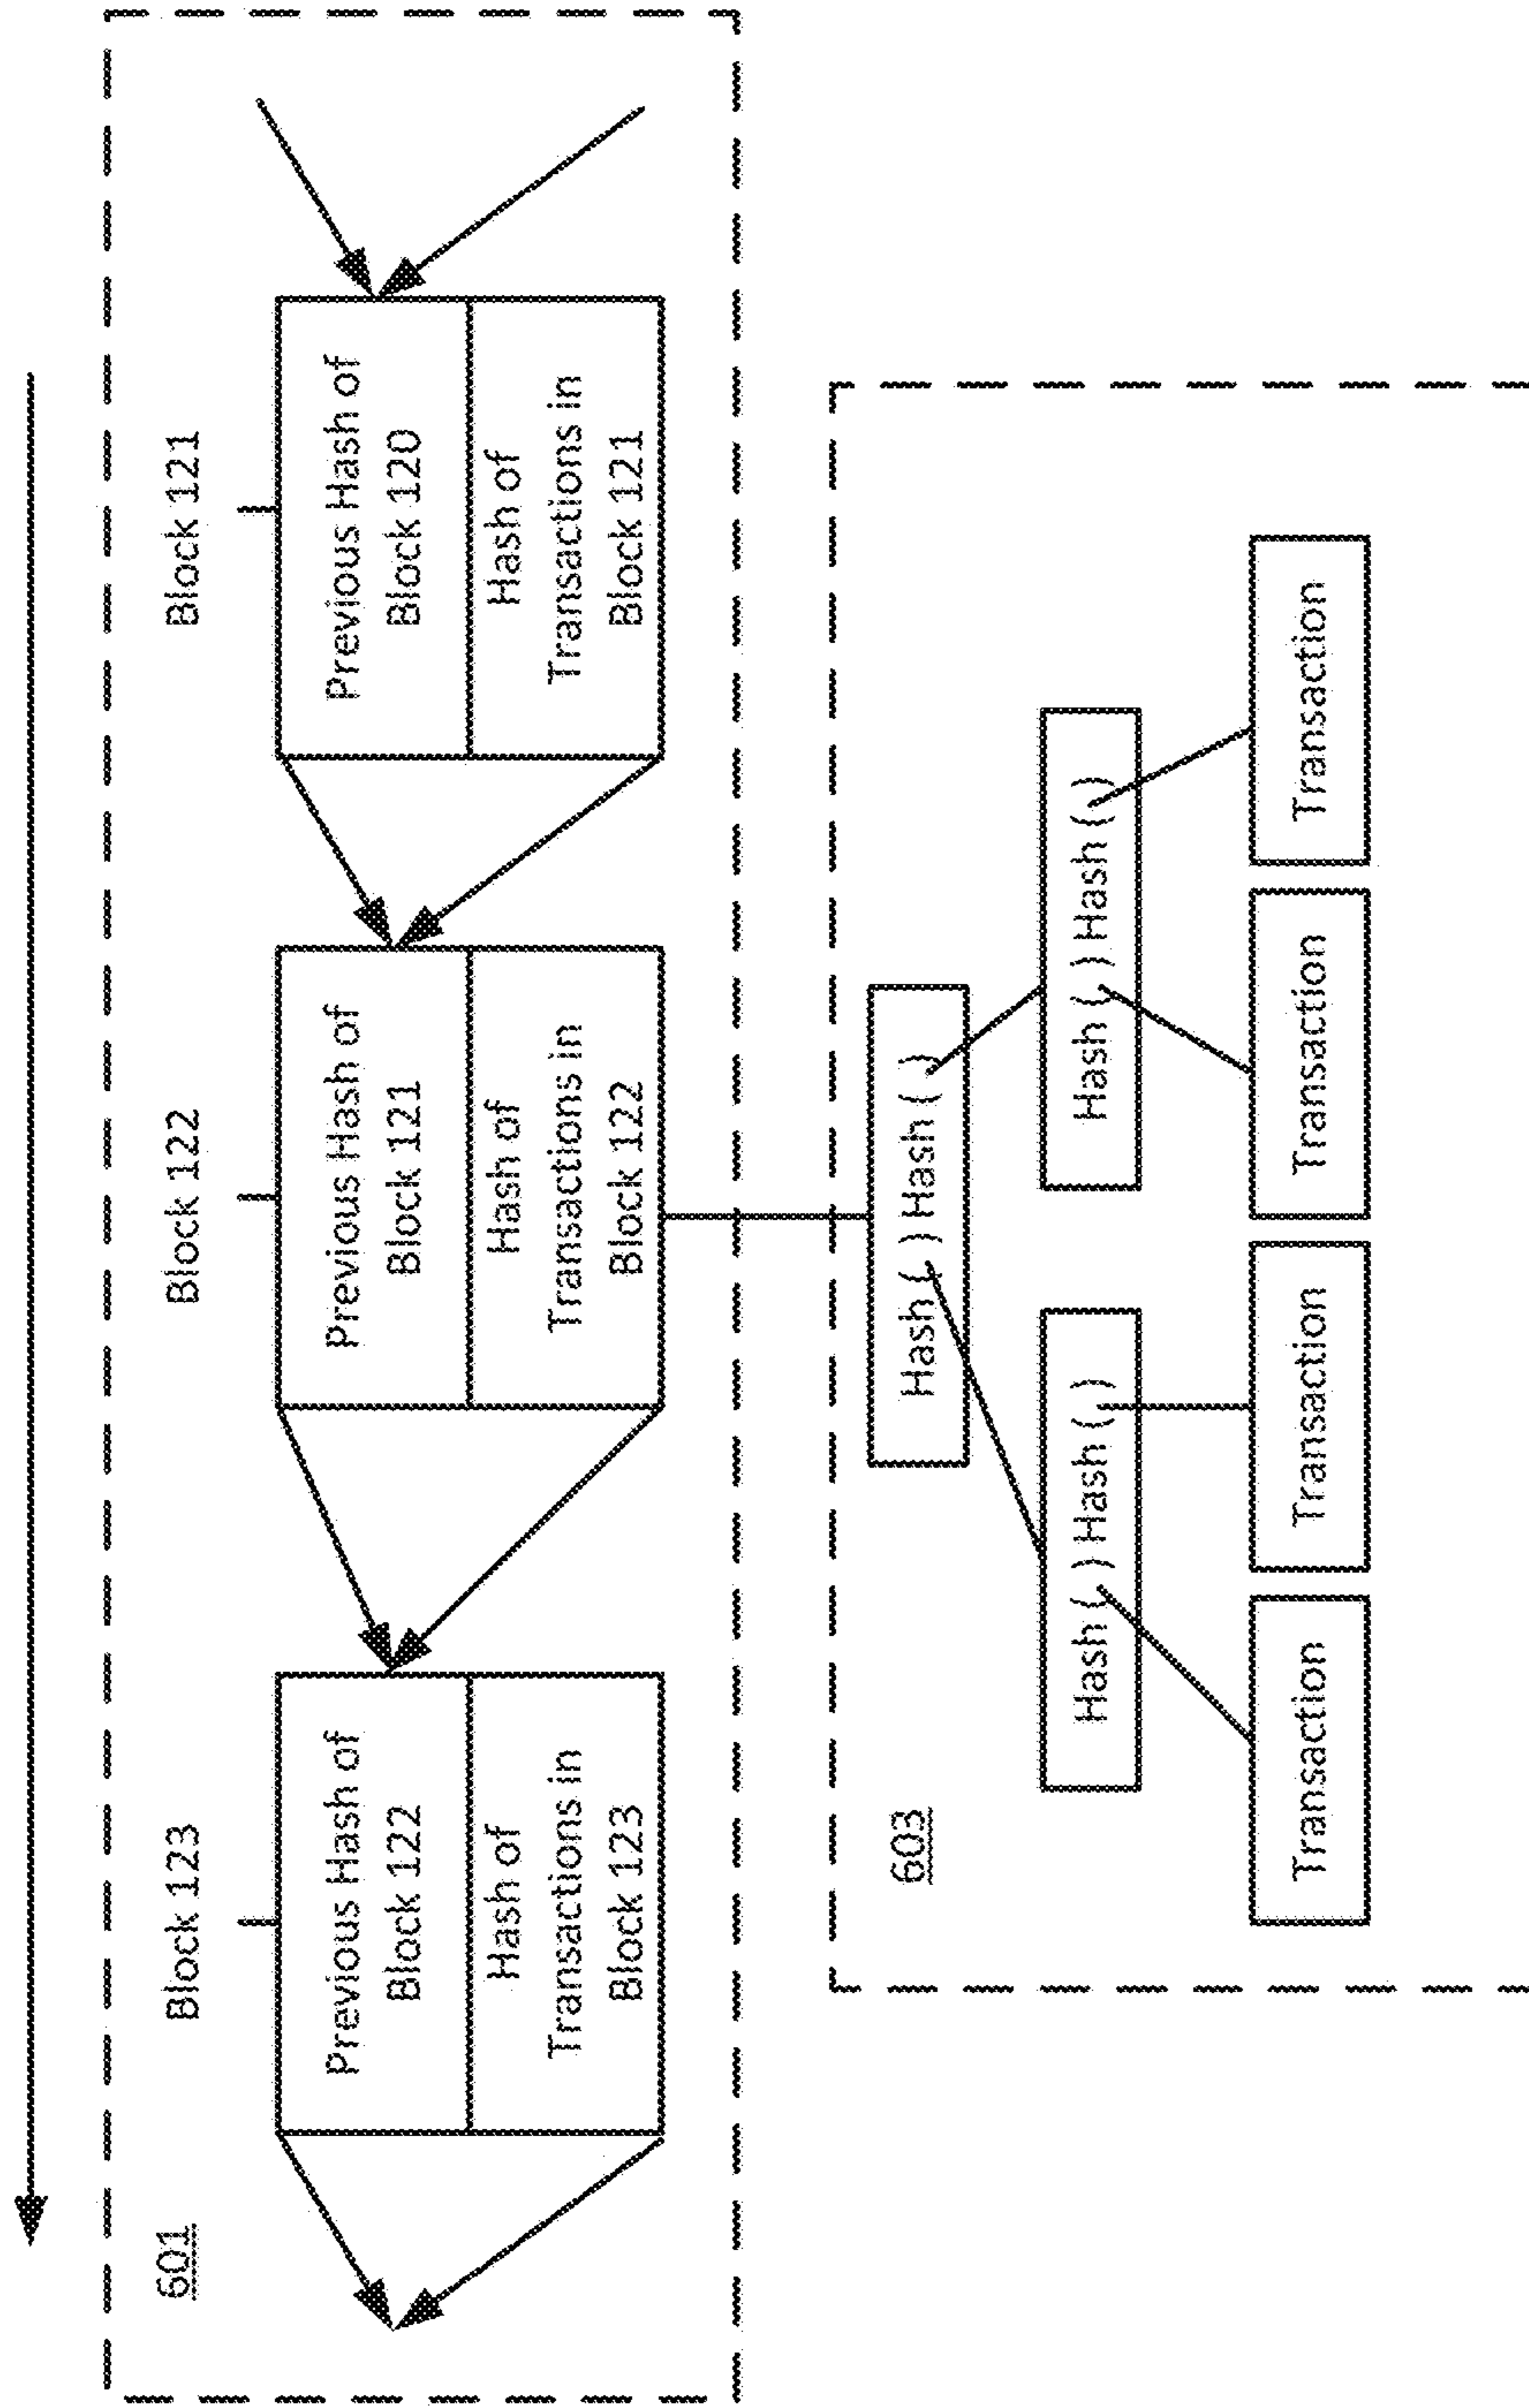 601
Block 123
Block 122
Block 121
Previous Hash of
Block 122
Hash of
Transactions in
Block 123
Previous Hash of
Block 121
Hash of
Transactions in
Block 122
Previous Hash of
Block 120
Hash of
Transactions in
Block 121
603
Hash ( ) Hash ( )
Hash ( ) Hash ( )
Hash ( ) Hash ( )
Transaction
Transaction
Transaction
Transaction